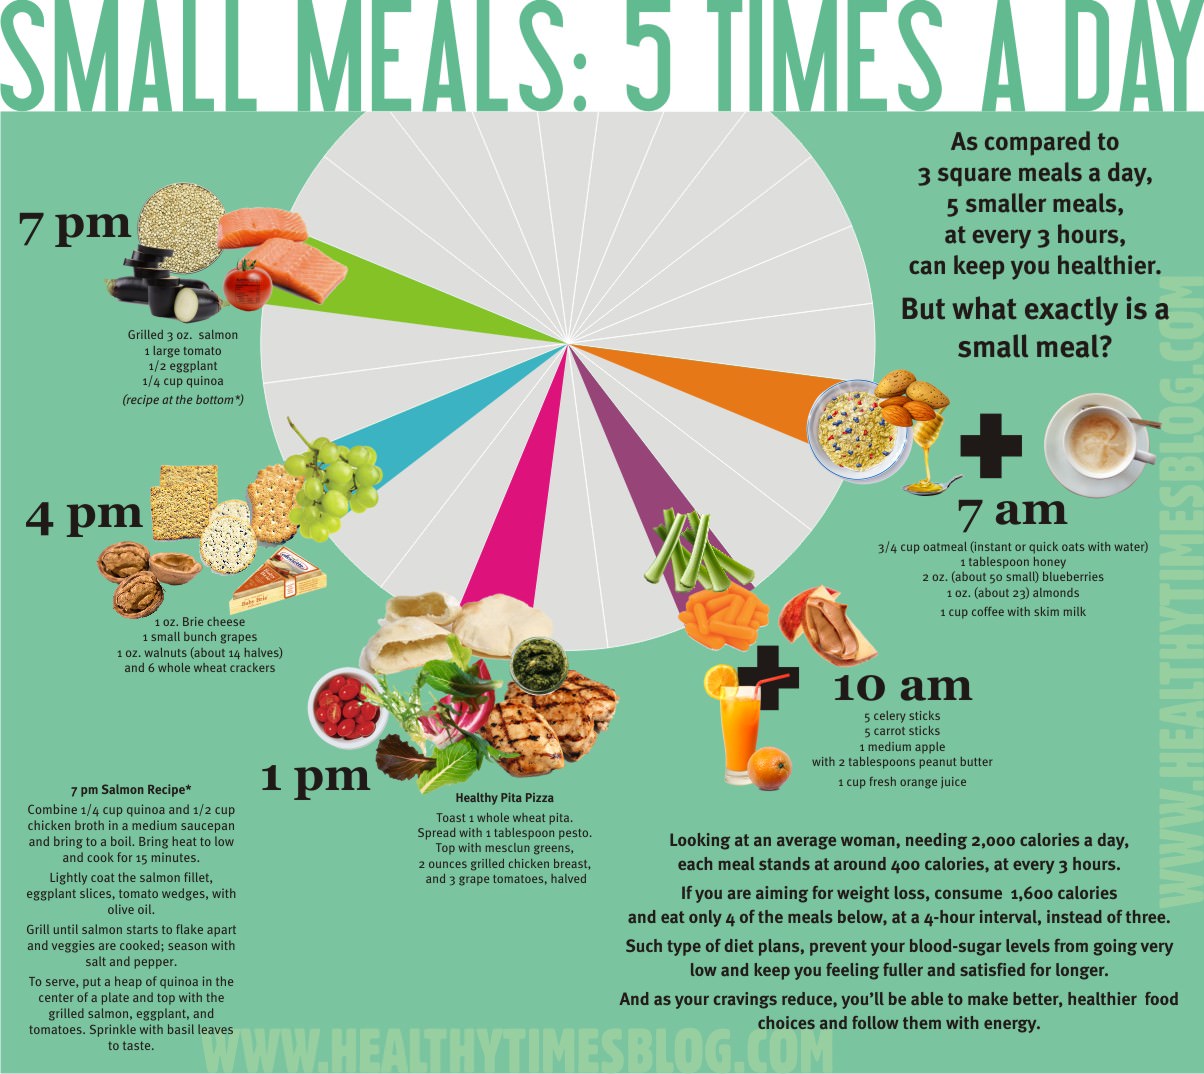 SMALL MEALS: 5 TIMES A DAY
As compared to
3 square meals a day,
5 smaller meals,
at every 3 hours,
can keep you healthier.
But what exactly is a
small meal?
7 am
3/4 cup oatmeal (instant or quick oats with water)
1 tablespoon honey
2 oz. (about 50 small) blueberries
1 oz. (about 23) almonds
1 cup coffee with skim milk
10 am
5 celery sticks
5 carrot sticks
1 medium apple
with 2 tablespoons peanut butter
1 cup fresh orange juice
1 pm
Healthy Pita Pizza
Toast 1 whole wheat pita.
Spread with 1 tablespoon pesto.
Top with mesclun greens,
2 ounces grilled chicken breast,
and 3 grape tomatoes, halved
4 pm
1 oz. Brie cheese
1 small bunch grapes
1 oz. walnuts (about 14 halves)
and 6 whole wheat crackers
7 pm
Grilled 3 oz. salmon
1 large tomato
1/2 eggplant
1/4 cup quinoa
(recipe at the bottom*)
7 pm Salmon Recipe*
Combine 1/4 cup quinoa and 1/2 cup
chicken broth in a medium saucepan
and bring to a boil. Bring heat to low
and cook for 15 minutes.
Lightly coat the salmon fillet,
eggplant slices, tomato wedges, with
olive oil.
Grill until salmon starts to flake apart
and veggies are cooked; season with
salt and pepper.
To serve, put a heap of quinoa in the
center of a plate and top with the
grilled salmon, eggplant, and
tomatoes. Sprinkle with basil leaves
to taste.
Looking at an average woman, needing 2,000 calories a day,
each meal stands at around 400 calories, at every 3 hours.
If you are aiming for weight loss, consume 1,600 calories
and eat only 4 of the meals below, at a 4-hour interval, instead of three.
Such type of diet plans, prevent your blood-sugar levels from going very
low and keep you feeling fuller and satisfied for longer.
And as your cravings reduce, you'll be able to make better, healthier food
choices and follow them with energy.
WWW.HEALTHYTIMESBLOG.COM
WWW.HEALTHYTIMESBLOG.COM